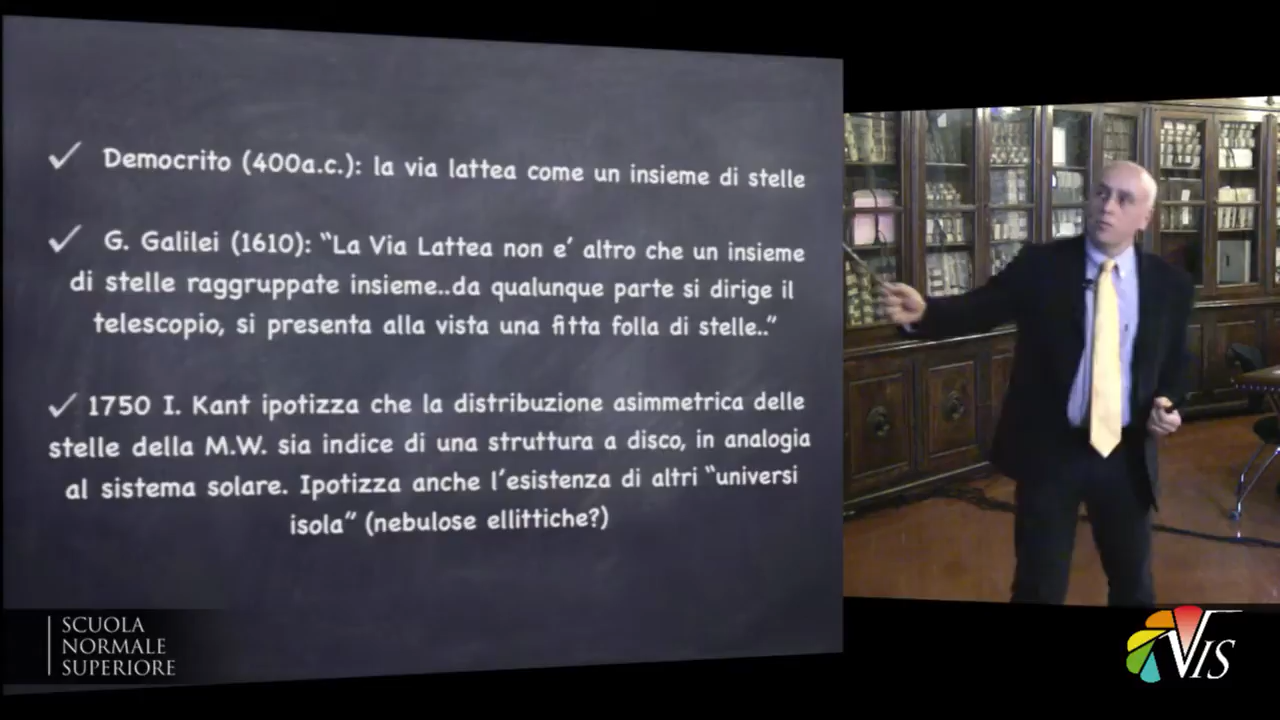 ✓ Democrito (400a.c.): la via lattea come un insieme di stelle
✓ G. Galilei (1610): "La Via Lattea non e' altro che un insieme
di stelle raggruppate insieme..da qualunque parte si dirige il
telescopio, si presenta alla vista una fitta folla di stelle.."
✓ 1750 I. Kant ipotizza che la distribuzione asimmetrica delle
stelle della M.W. sia indice di una struttura a disco, in analogia
al sistema solare. Ipotizza anche l'esistenza di altri "universi
isola" (nebulose ellittiche?)
SCUOLA
NORMALE
SUPERIORE
VIS